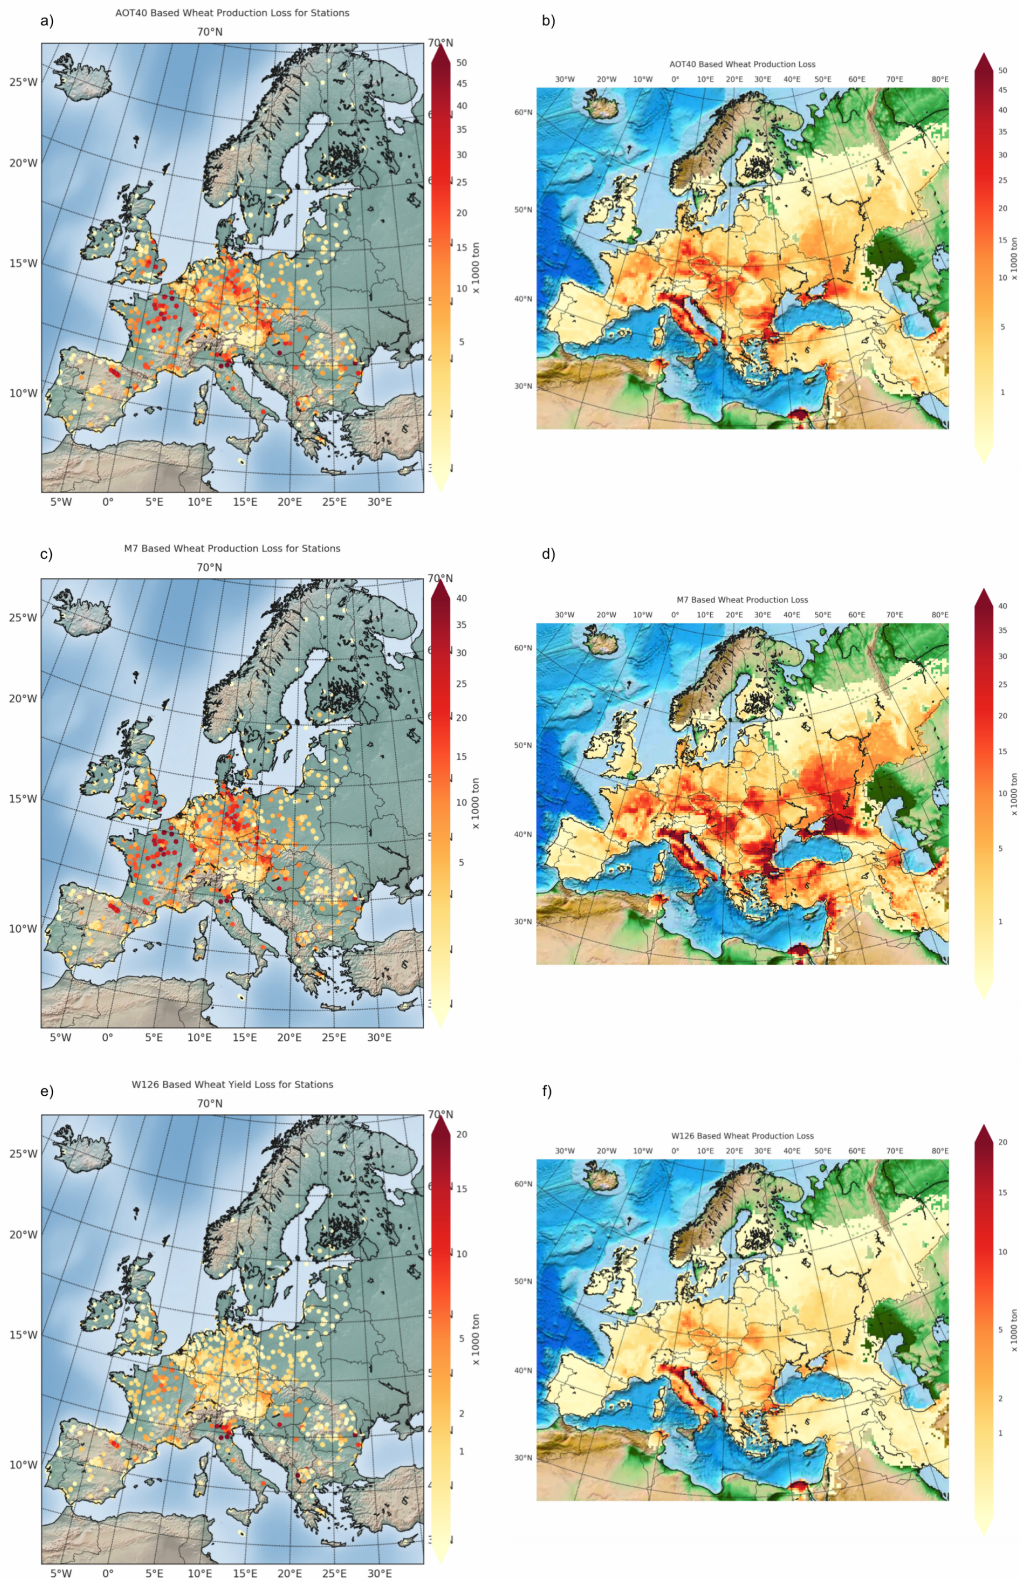 a)
AOT40 Based Wheat Production Loss for Stations
70°N
70°N
25°W
20°W
15°W
10°W
5°W 0° 5°E 10°E 15°E 20°E 25°E 30°E
50
45
40
35
30
25
20
15
10
5
x 1000 ton
b)
AOT40 Based Wheat Production Loss
30°W 20°W 10°W 0° 10°E 20°E 30°E 40°E 50°E 60°E 80°E
60°N
50°N
40°N
30°N
50
45
40
35
30
25
20
15
10
5
1
x 1000 ton
c)
M7 Based Wheat Production Loss for Stations
70°N
70°N
25°W
20°W
15°W
10°W
5°W 0° 5°E 10°E 15°E 20°E 25°E 30°E
40
35
30
25
20
15
10
5
x 1000 ton
d)
M7 Based Wheat Production Loss
30°W 20°W 10°W 0° 10°E 20°E 30°E 40°E 50°E 60°E 80°E
60°N
50°N
40°N
30°N
40
35
30
25
20
15
10
5
1
x 1000 ton
e)
W126 Based Wheat Yield Loss for Stations
70°N
70°N
25°W
20°W
15°W
10°W
5°W 0° 5°E 10°E 15°E 20°E 25°E 30°E
20
15
10
5
2
1
x 1000 ton
f)
W126 Based Wheat Production Loss
30°W 20°W 10°W 0° 10°E 20°E 30°E 40°E 50°E 60°E 80°E
60°N
50°N
40°N
30°N
20
15
10
5
2
1
x 1000 ton